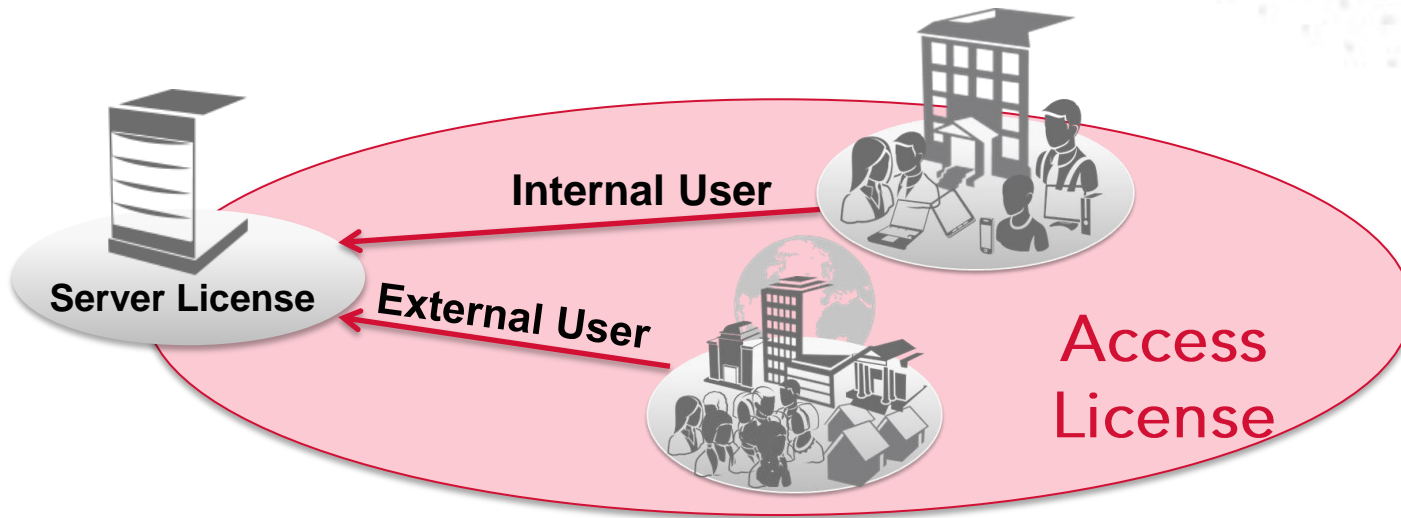 Internal User
Server License
External User
Access
License